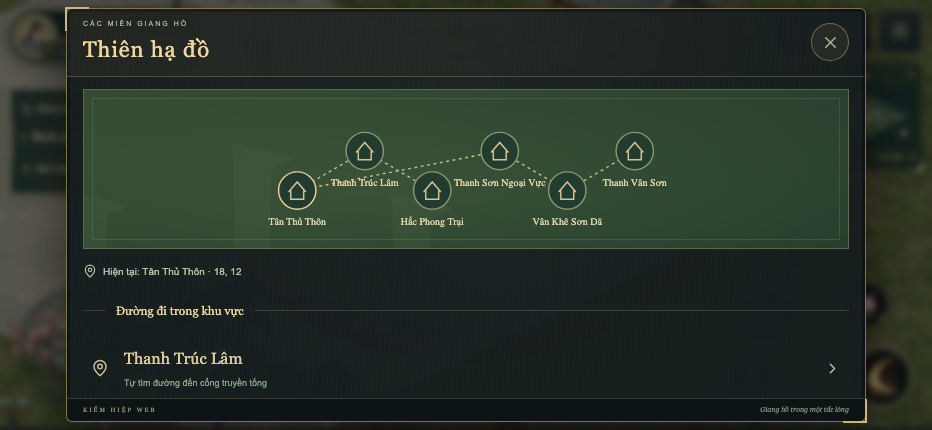 CÁC MIỀN GIANG HỒ
Thiên hạ đồ
Thanh Trúc Lâm
Thanh Sơn Ngoại Vực
Thanh Vân Sơn
Tân Thủ Thôn
Hắc Phong Trại
Vân Khê Sơn Dã
Hiện tại: Tân Thủ Thôn · 18, 12
Đường đi trong khu vực
Thanh Trúc Lâm
Tự tìm đường đến cổng truyền tống
KIẾM HIỆP WEB
Giang hồ trong một tấc lòng